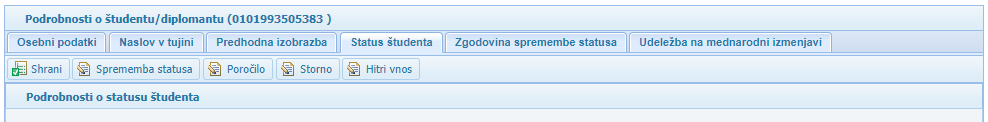 Podrobnosti o študentu/diplomantu (0101993505383 )
Osebni podatki Naslov v tujini Predhodna izobrazba Status študenta Zgodovina spremembe statusa Udeležba na mednarodni izmenjavi
Shrani Sprememba statusa Poročilo Storno Hitri vnos
Podrobnosti o statusu študenta